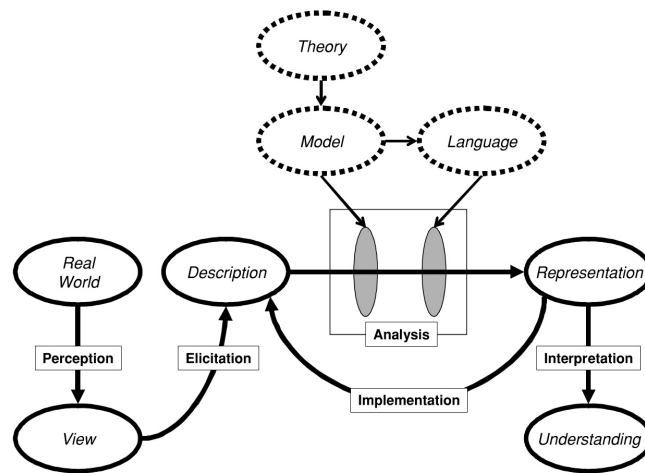 Theory
Model
Language
Real
World
Description
Representation
Analysis
Perception
Elicitation
Interpretation
Implementation
View
Understanding